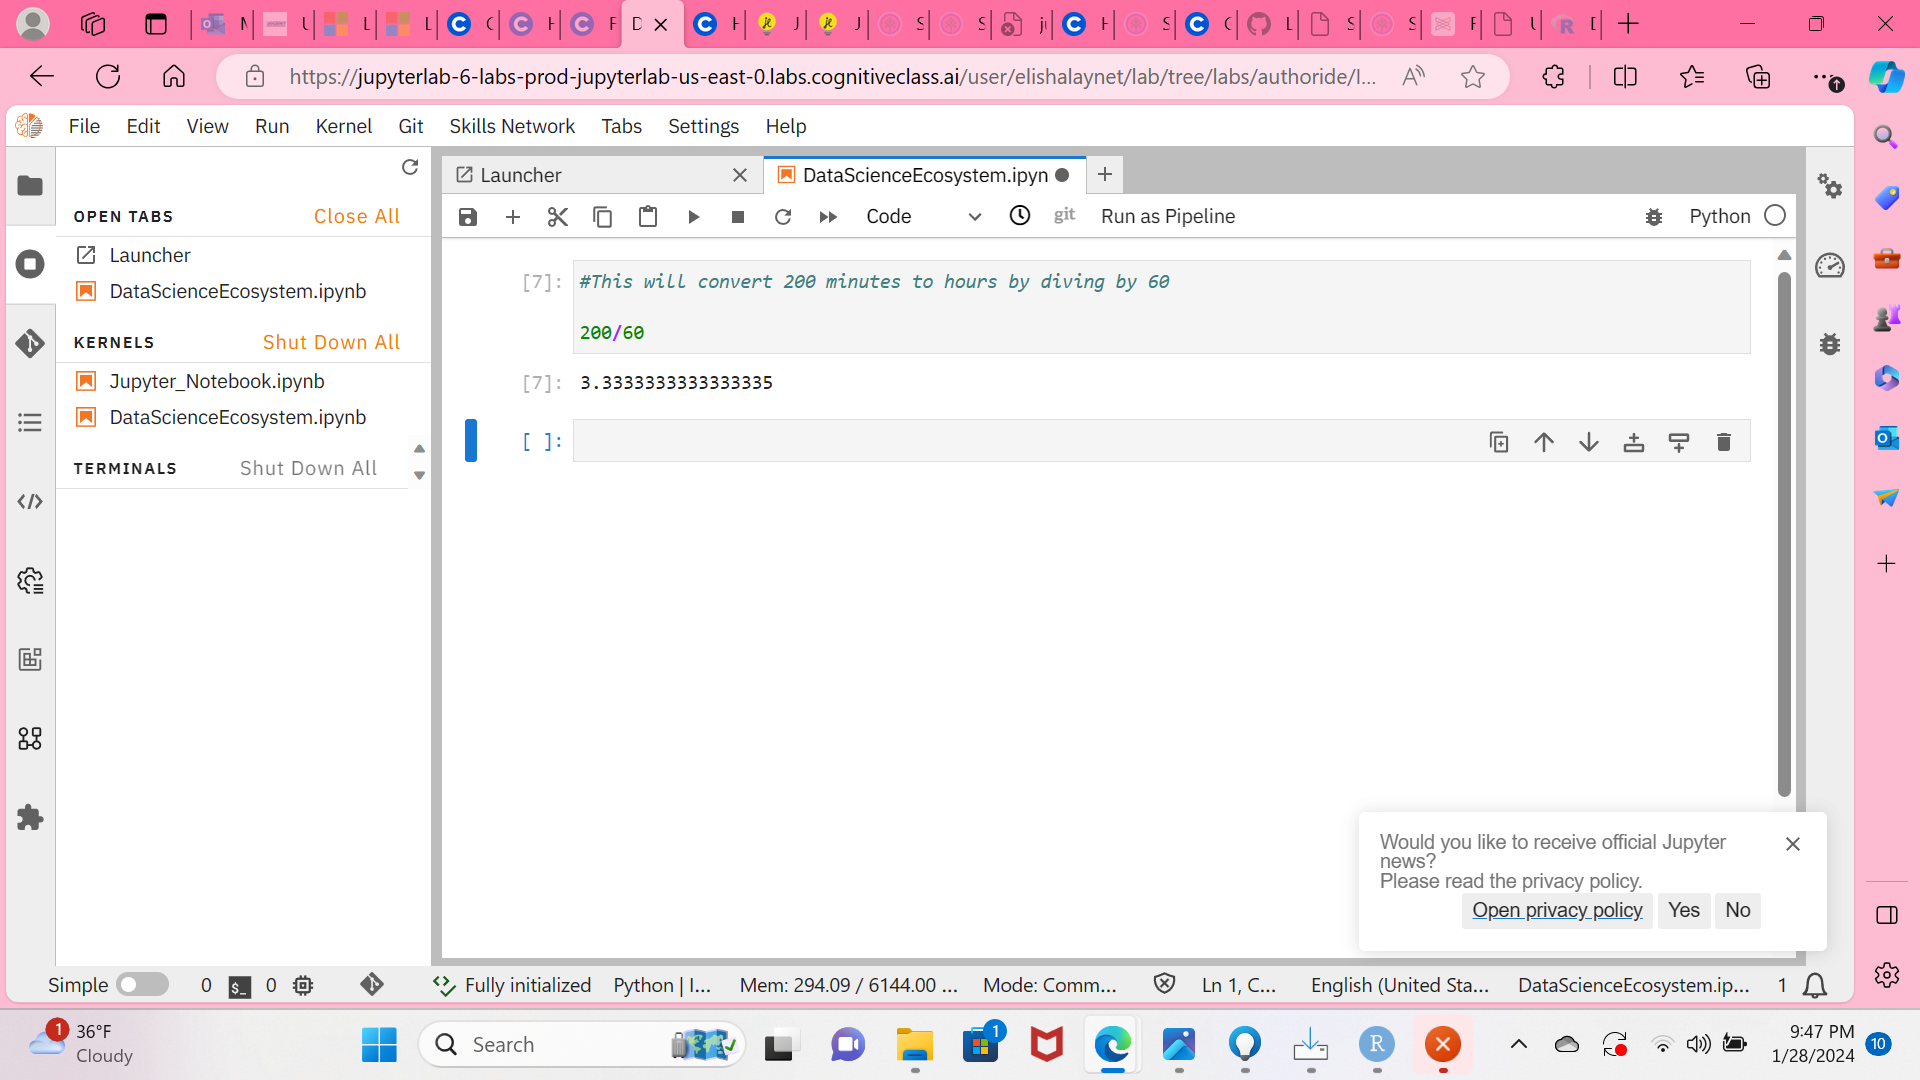 https://jupyterlab-6-labs-prod-jupyterlab-us-east-0.labs.cognitiveclass.ai/user/elishalaynet/lab/tree/labs/authoride/I...
File Edit View Run Kernel Git Skills Network Tabs Settings Help
Launcher
DataScienceEcosystem.ipyn
OPEN TABS Close All
Launcher
DataScienceEcosystem.ipynb
KERNELS Shut Down All
Jupyter_Notebook.ipynb
DataScienceEcosystem.ipynb
TERMINALS Shut Down All
Code git Run as Pipeline Python
[7]: #This will convert 200 minutes to hours by diving by 60
200/60
[7]: 3.3333333333333335
[ ]:
Would you like to receive official Jupyter
news?
Please read the privacy policy.
Open privacy policy Yes No
Simple 0 $_ 0 Fully initialized Python | I... Mem: 294.09 / 6144.00 ... Mode: Comm... Ln 1, C... English (United Sta... DataScienceEcosystem.ip... 1
1 36°F
Cloudy
Search
1
R
9:47 PM
1/28/2024
10